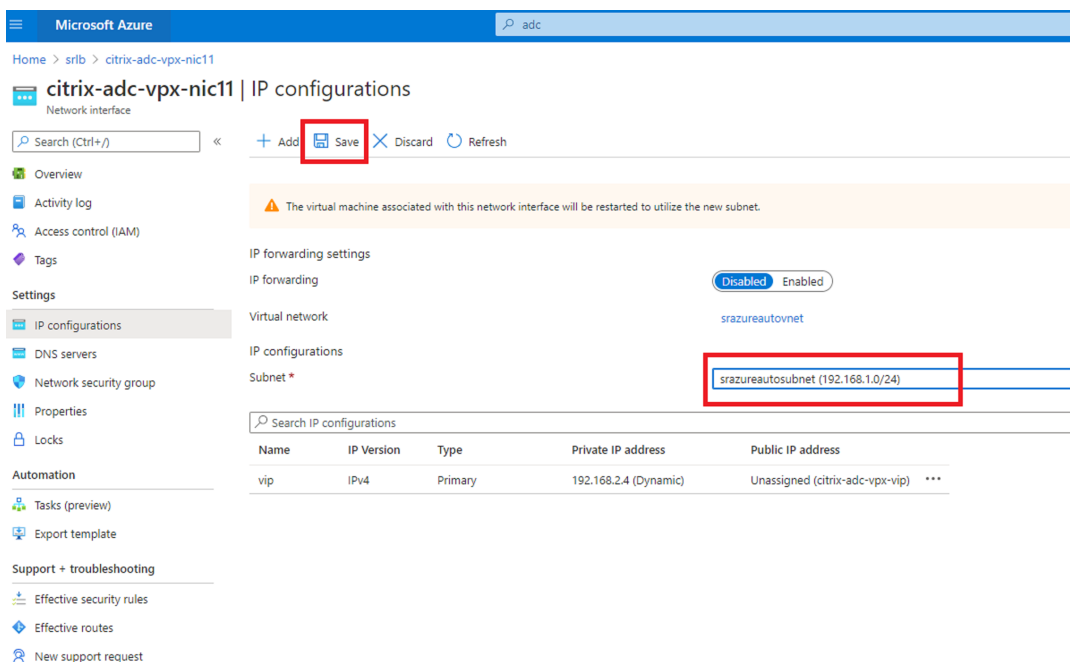 Microsoft Azure
adc
Home > srlb > citrix-adc-vpx-nic11
citrix-adc-vpx-nic11 | IP configurations
Network interface
Search (Ctrl+/)
«
Add
Save
Discard
Refresh
Overview
Activity log
Access control (IAM)
Tags
Settings
IP configurations
DNS servers
Network security group
Properties
Locks
Automation
Tasks (preview)
Export template
Support + troubleshooting
Effective security rules
Effective routes
New support request
The virtual machine associated with this network interface will be restarted to utilize the new subnet.
IP forwarding settings
IP forwarding
Disabled Enabled
Virtual network
srazureautovnet
IP configurations
Subnet *
srazureautosubnet (192.168.1.0/24)
Search IP configurations
Name IP Version Type Private IP address Public IP address
vip IPv4 Primary 192.168.2.4 (Dynamic) Unassigned (citrix-adc-vpx-vip) ...